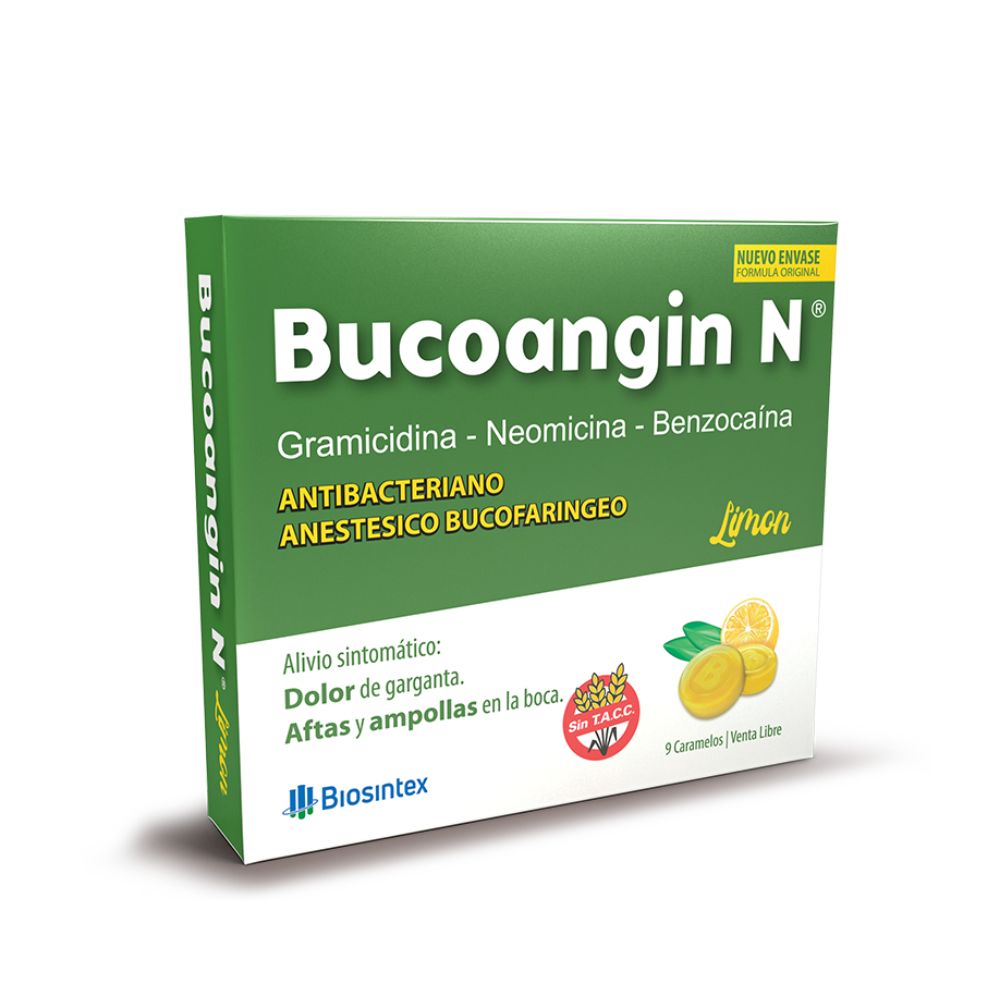 NUEVO ENVASE
FORMULA ORIGINAL
Bucoangin N®
Gramicidina - Neomicina - Benzocaína
ANTIBACTERIANO
ANESTESICO BUCOFARINGEO
Limon
Alivio sintomático:
Dolor de garganta.
Aftas y ampollas en la boca.
Sin T.A.C.C.
B
9 Caramelos | Venta Libre
Biosintex
Bucoangin N® Limon